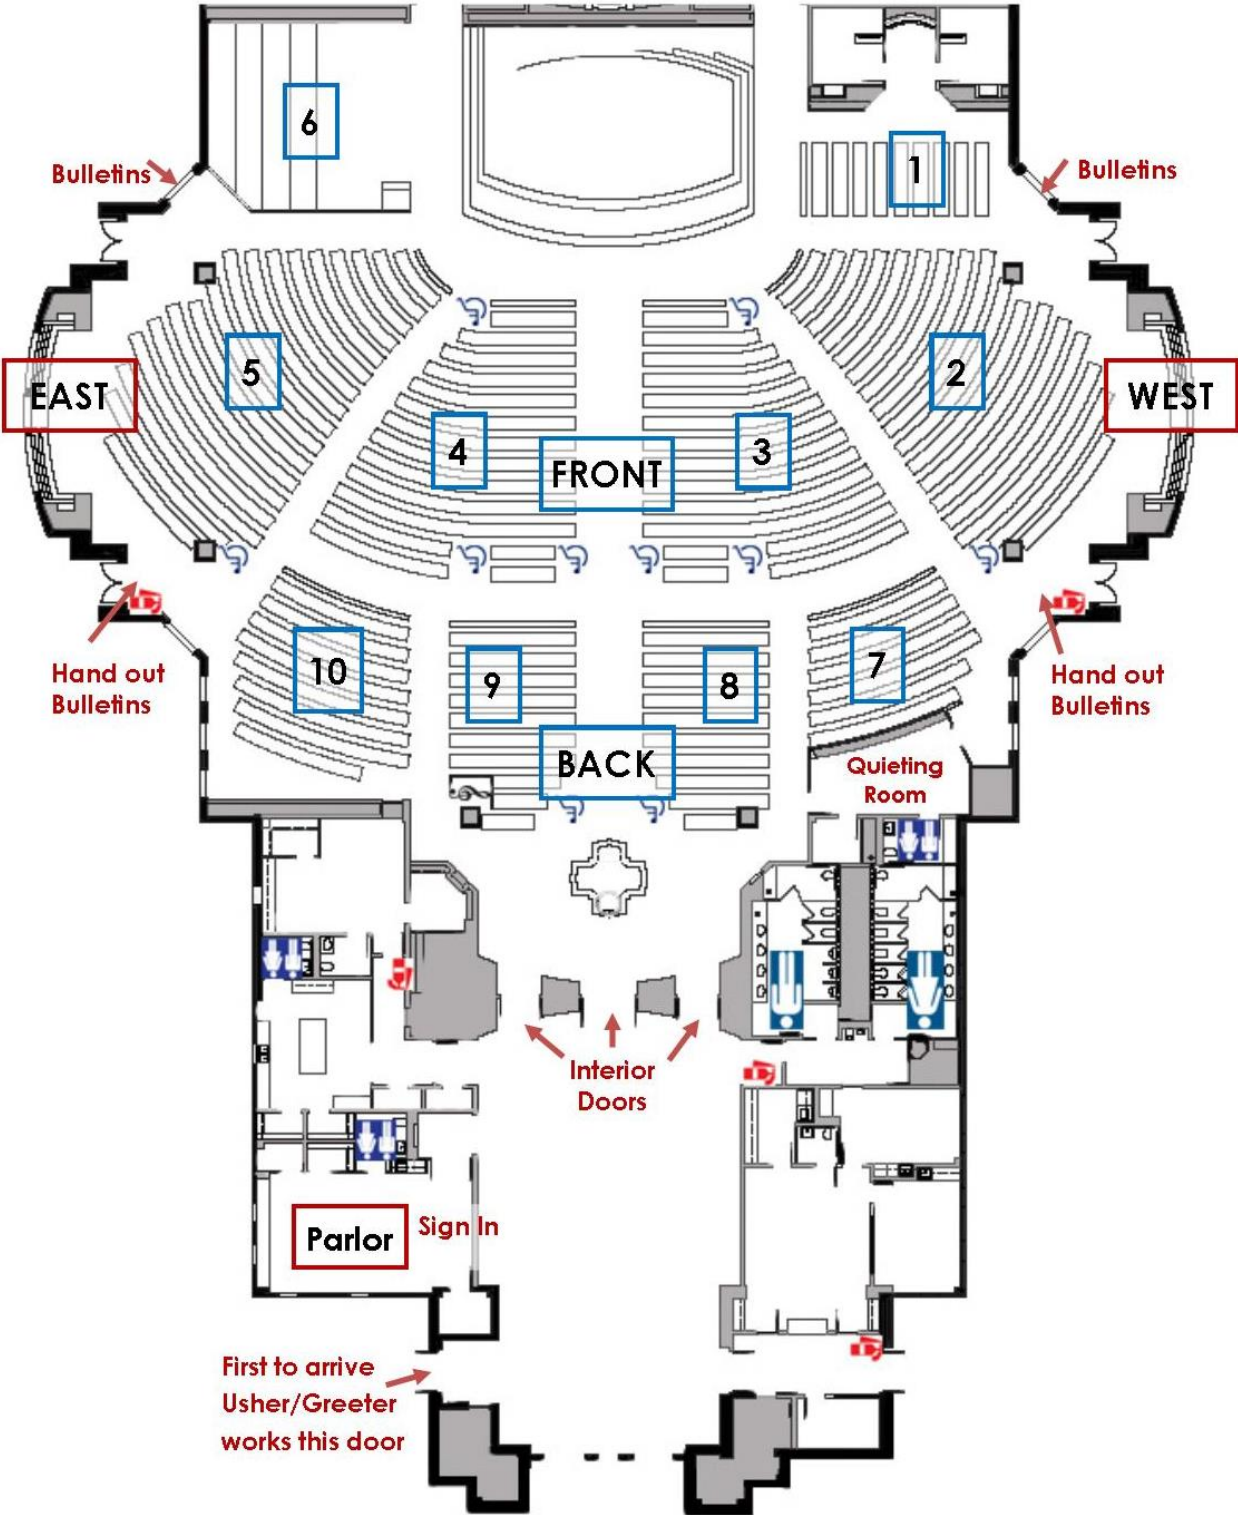 6
1
Bulletins
Bulletins
5
2
EAST
WEST
4
3
FRONT
10
9
8
7
Hand out
Bulletins
Hand out
Bulletins
BACK
Quieting
Room
Interior
Doors
Parlor
Sign In
First to arrive
Usher/Greeter
works this door